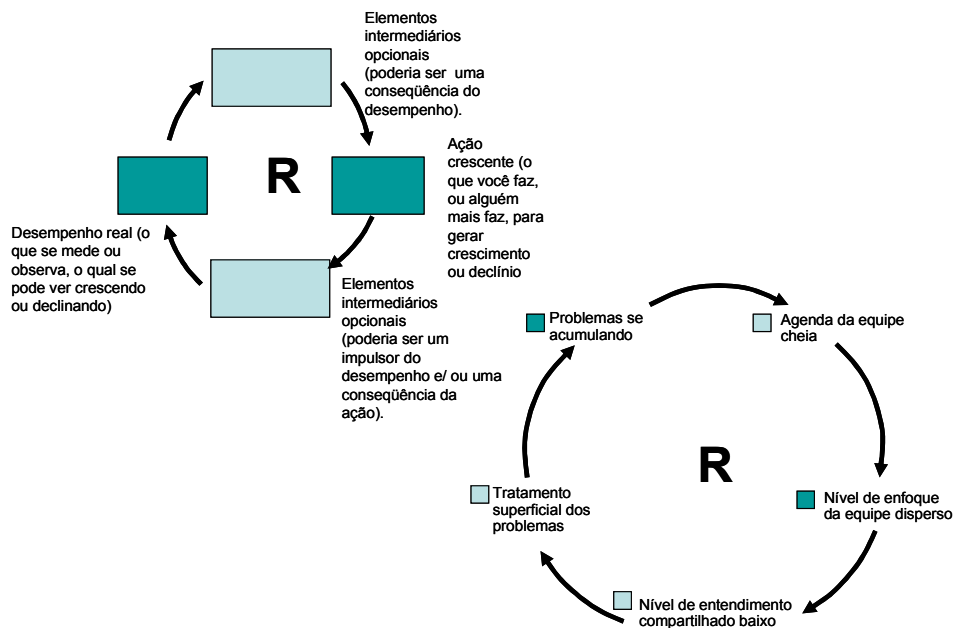 Elementos
intermediários
opcionais
(poderia ser uma
conseqüência do
desempenho).
R
Ação
crescente (o
que você faz,
ou alguém
mais faz, para
gerar
crescimento
ou declínio
Desempenho real (o
que se mede ou
observa, o qual se
pode ver crescendo
ou declinando)
Elementos
intermediários
opcionais
(poderia ser um
impulsor do
desempenho e/ ou uma
conseqüência da
ação).
Problemas se
acumulando
Agenda da equipe
cheia
R
Nível de enfoque
da equipe disperso
Nível de entendimento
compartilhado baixo
Tratamento
superficial dos
problemas